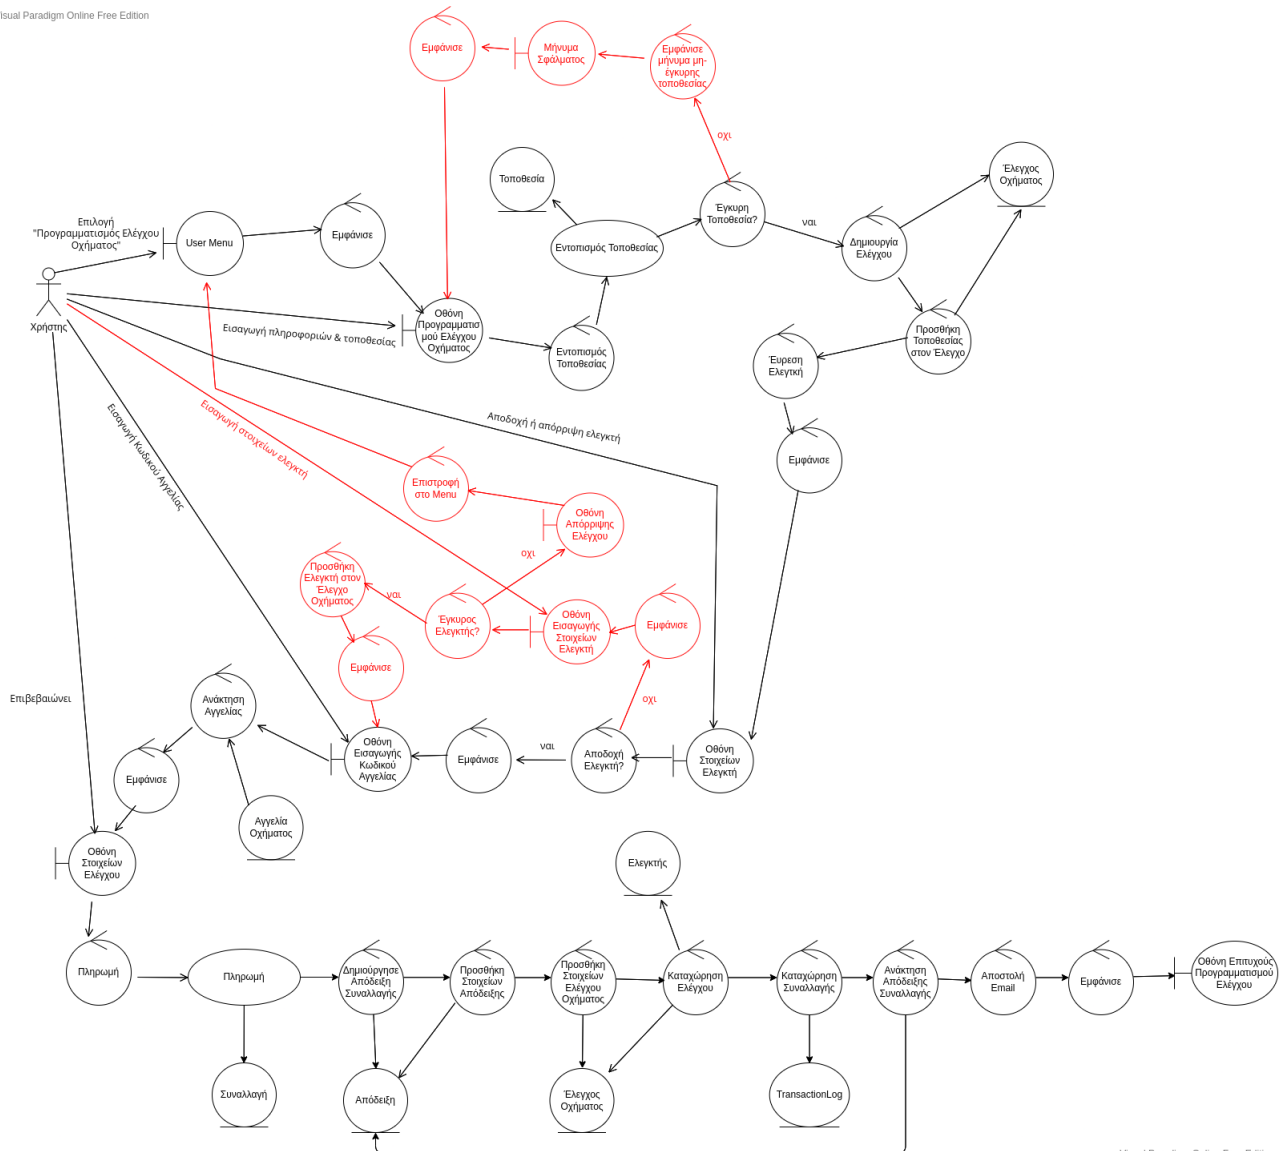 isual Paradigm Online Free Edition
Εμφάνισε
Μήνυμα
Σφάλματος
Εμφάνισε
μήνυμα μη-
έγκυρης
τοποθεσίας
οχι
Τοποθεσία
Έγκυρη
Τοποθεσία?
Έλεγχος
Οχήματος
Επιλογή
"Προγραμματισμός Ελέγχου
Οχήματος"
User Menu
Εμφάνισε
Εντοπισμός Τοποθεσίας
ναι
Δημιουργία
Ελέγχου
Χρήστης
Εισαγωγή πληροφοριών & τοποθεσίας
Οθόνη
Προγραμματισ
μού Ελέγχου
Οχήματος
Εντοπισμός
Τοποθεσίας
Έυρεση
Ελεγτκή
Προσθήκη
Τοποθεσίας
στον Έλεγχο
Εισαγωγή Κωδικού Αγγελίας
Εισαγωγή στοιχείων ελεγκτή
Αποδοχή ή απόρριψη ελεγκτή
Εμφάνισε
Επιστροφή
στο Menu
Οθόνη
Απόρριψης
Ελέγχου
οχι
Προσθήκη
Ελεγκτή στον
Έλεγχο
Οχήματος
ναι
Έγκυρος
Ελεγκτής?
Οθόνη
Εισαγωγής
Στοιχείων
Ελεγκτή
Εμφάνισε
Εμφάνισε
οχι
Επιβεβαιώνει
Ανάκτηση
Αγγελίας
Οθόνη
Εισαγωγής
Κωδικού
Αγγελίας
Εμφάνισε
ναι
Αποδοχή
Ελεγκτή?
Οθόνη
Στοιχείων
Ελεγκτή
Εμφάνισε
Αγγελία
Οχήματος
Οθόνη
Στοιχείων
Ελέγχου
Ελεγκτής
Πληρωμή
Πληρωμή
Δημιούργησε
Απόδειξη
Συναλλαγής
Προσθήκη
Στοιχείων
Απόδειξης
Προσθήκη
Στοιχείων
Ελέγχου
Οχήματος
Καταχώρηση
Ελέγχου
Καταχώρηση
Συναλλαγής
Ανάκτηση
Απόδειξης
Συναλλαγής
Αποστολή
Email
Εμφάνισε
Οθόνη Επιτυχούς
Προγραμματισμού
Ελέγχου
Συναλλαγή
Απόδειξη
Έλεγχος
Οχήματος
TransactionLog